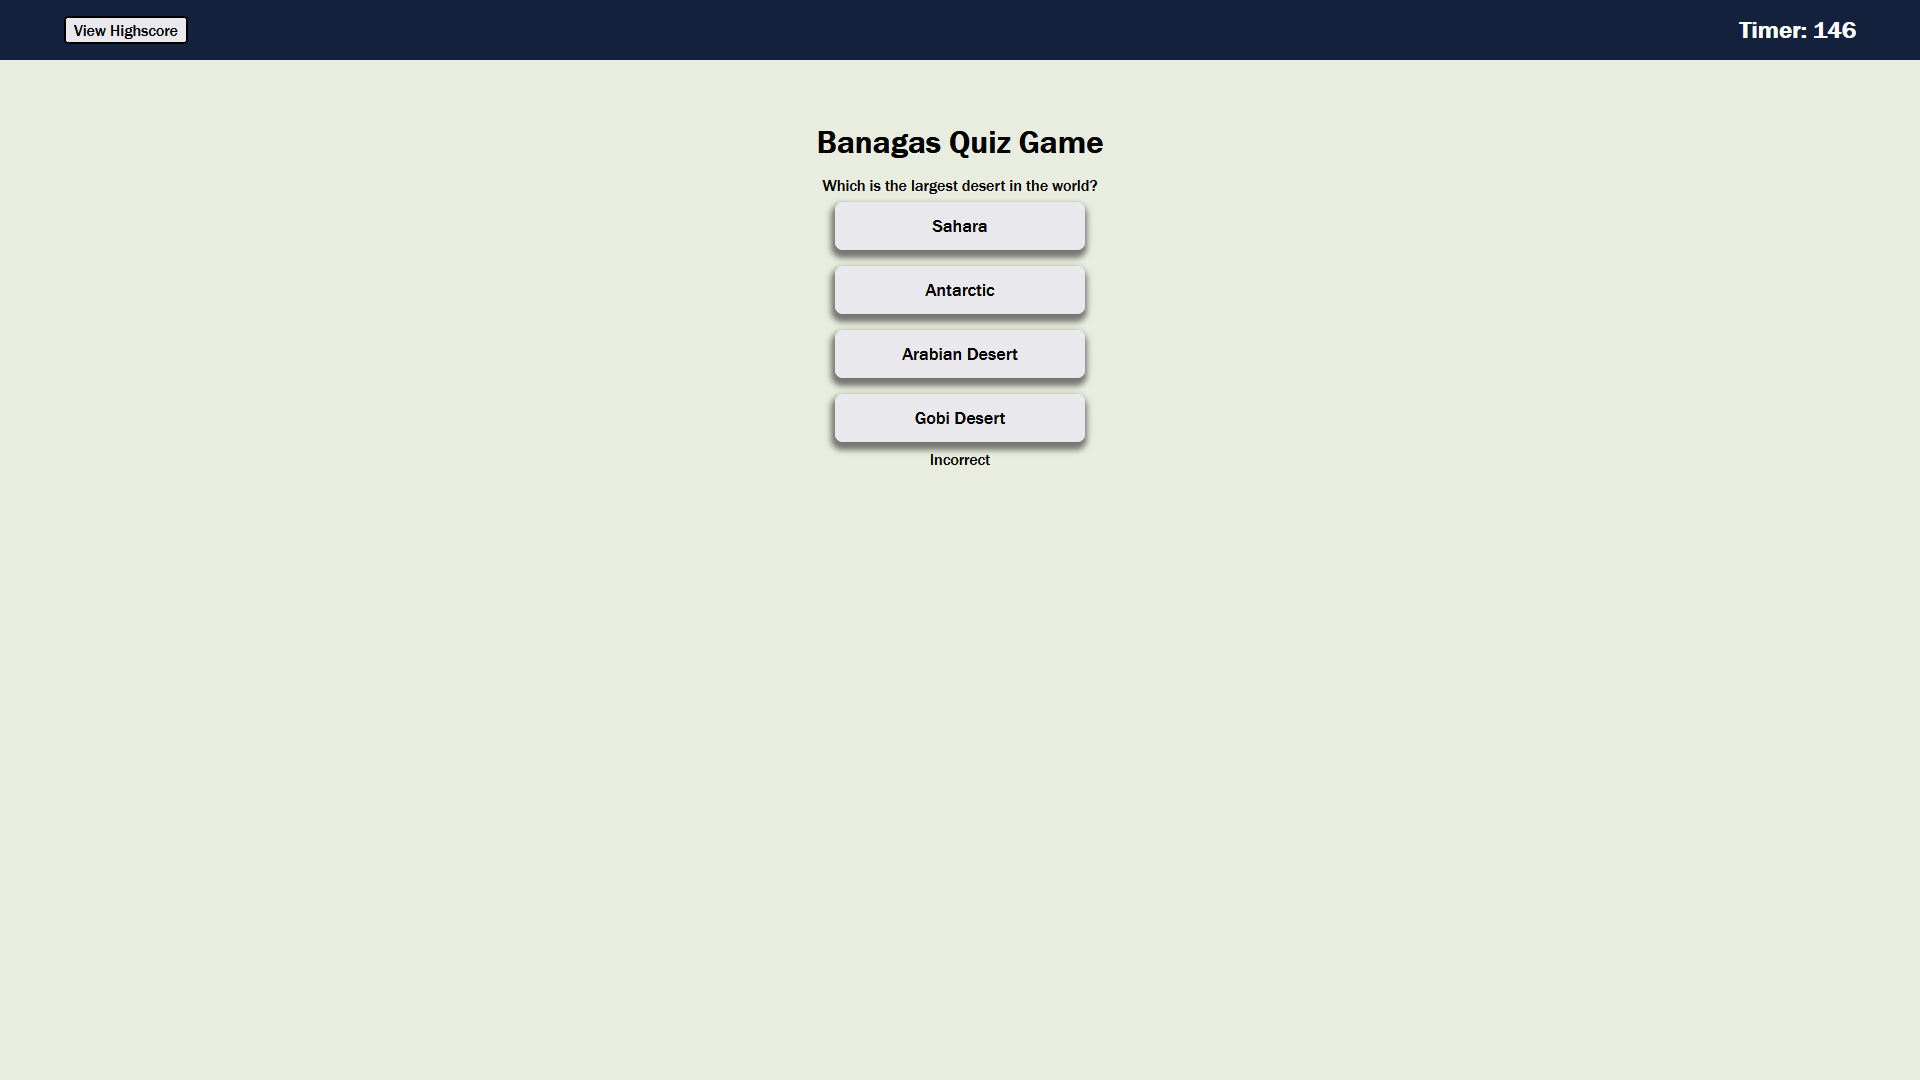 View Highscore
Timer: 146
Banagas Quiz Game
Which is the largest desert in the world?
Sahara
Antarctic
Arabian Desert
Gobi Desert
Incorrect